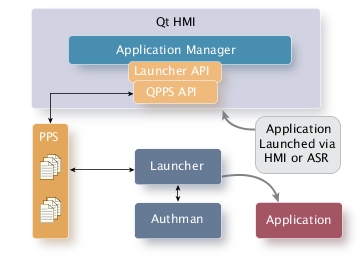 Qt HMI
Application Manager
Launcher API
QPPS API
PPS
Application
Launched via
HMI or ASR
Launcher
Authman
Application